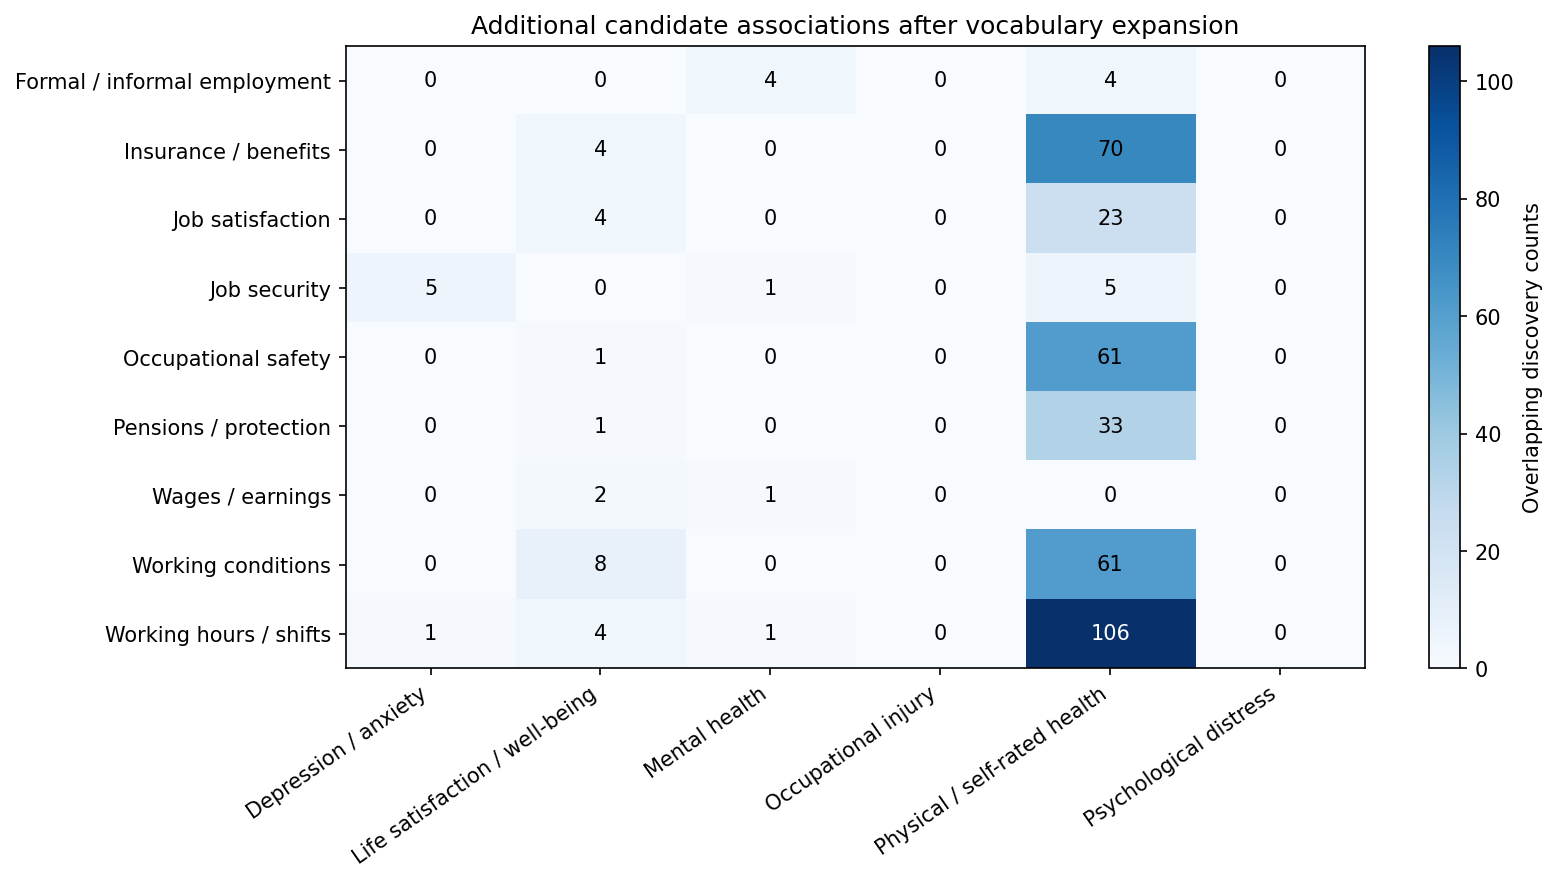 Additional candidate associations after vocabulary expansion
Formal / informal employment 0 0 4 0 4 0
Insurance / benefits 0 4 0 0 70 0
Job satisfaction 0 4 0 0 23 0
Job security 5 0 1 0 5 0
Occupational safety 0 1 0 0 61 0
Pensions / protection 0 1 0 0 33 0
Wages / earnings 0 2 1 0 0 0
Working conditions 0 8 0 0 61 0
Working hours / shifts 1 4 1 0 106 0
Depression / anxiety
Life satisfaction / well-being
Mental health
Occupational injury
Physical / self-rated health
Psychological distress
100
80
60
40
20
0
Overlapping discovery counts